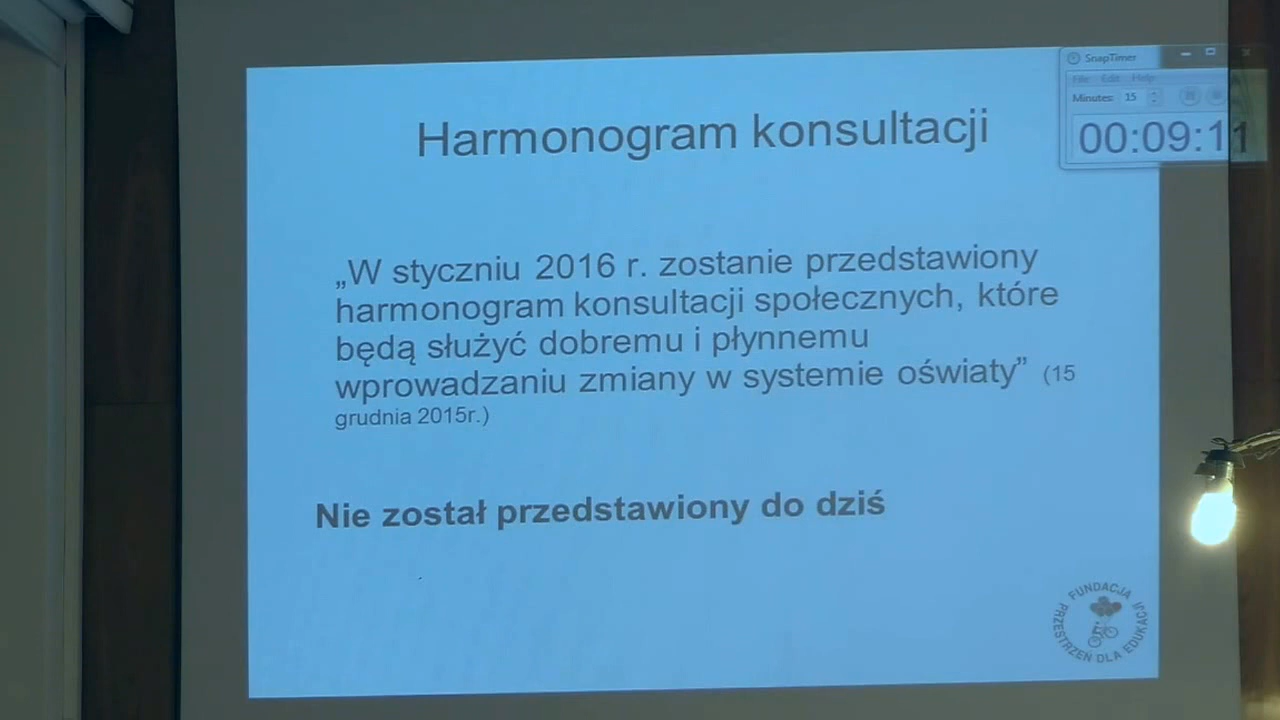 SnapTimer
File Edit Help
Minutes: 15
00:09:11
Harmonogram konsultacji
„W styczniu 2016 r. zostanie przedstawiony
harmonogram konsultacji społecznych, które
będą służyć dobremu i płynnemu
wprowadzaniu zmiany w systemie oświaty” (15
grudnia 2015r.)
Nie został przedstawiony do dziś
FUNDACJA
PRZESTRZEŃ DLA EDUKACJI